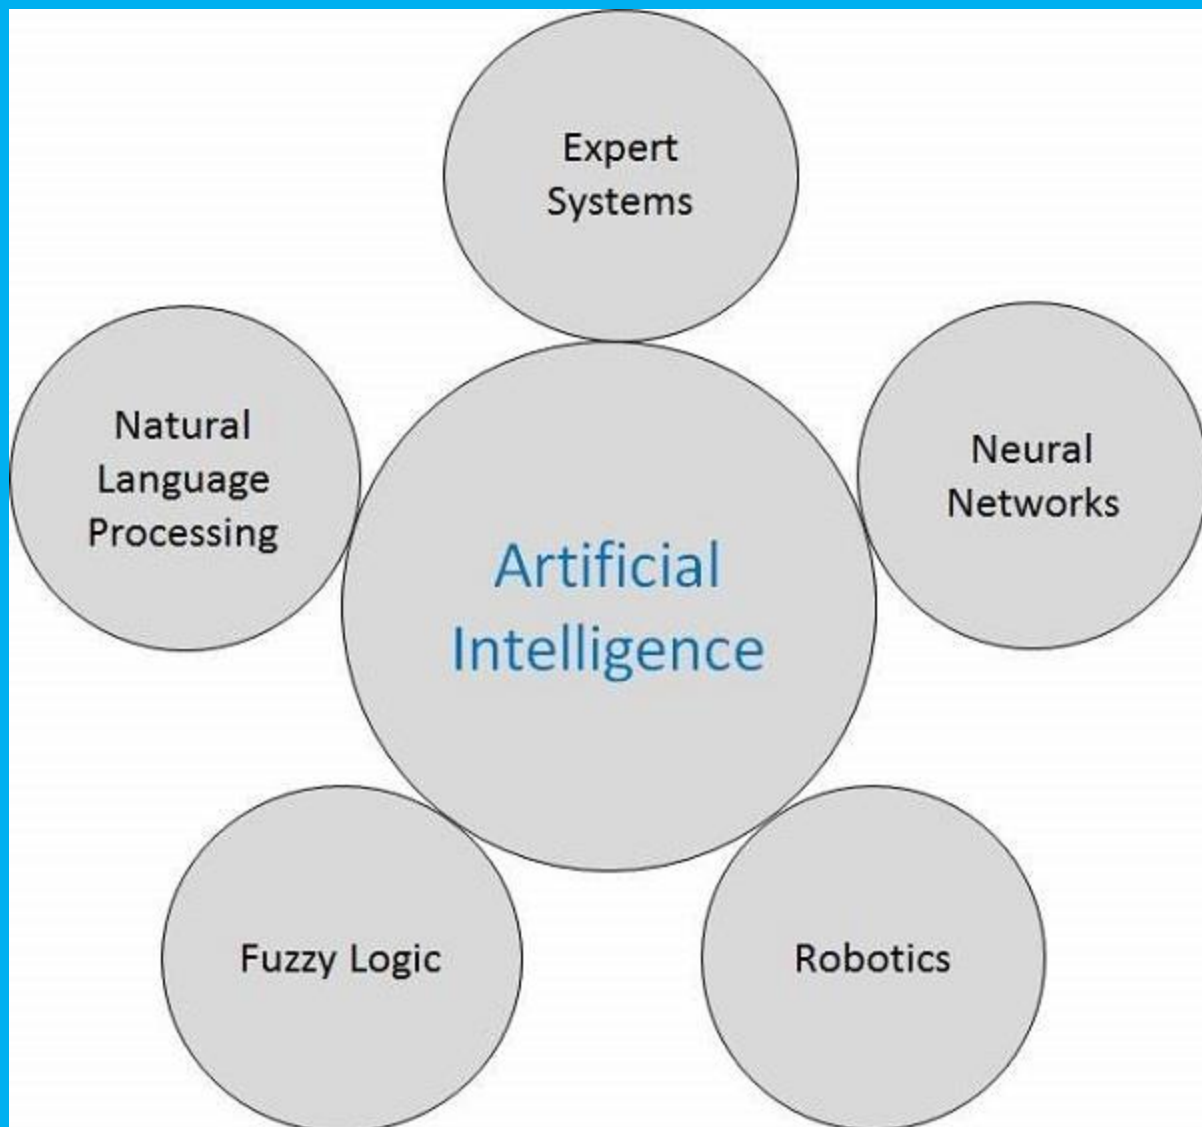 Expert
Systems
Natural
Language
Processing
Neural
Networks
Artificial
Intelligence
Fuzzy Logic
Robotics